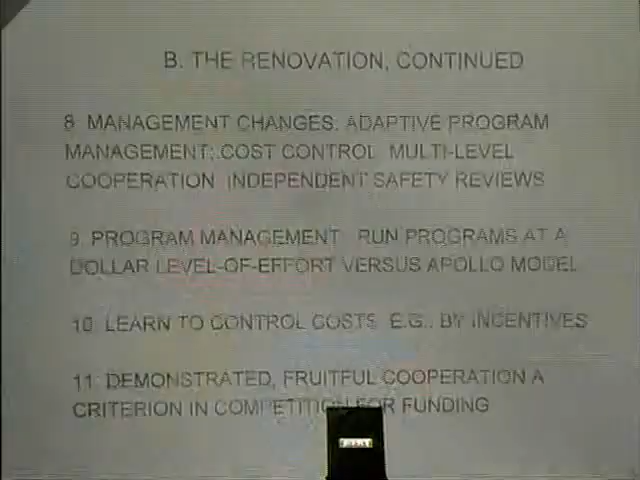 B. THE RENOVATION, CONTINUED
8 MANAGEMENT CHANGES: ADAPTIVE PROGRAM
MANAGEMENT; COST CONTROL MULTI-LEVEL
COOPERATION INDEPENDENT SAFETY REVIEWS
9 PROGRAM MANAGEMENT RUN PROGRAMS AT A
DOLLAR LEVEL-OF-EFFORT VERSUS APOLLO MODEL
10 LEARN TO CONTROL COSTS E.G., BY INCENTIVES
11 DEMONSTRATED, FRUITFUL COOPERATION A
CRITERION IN COMPETITION FOR FUNDING